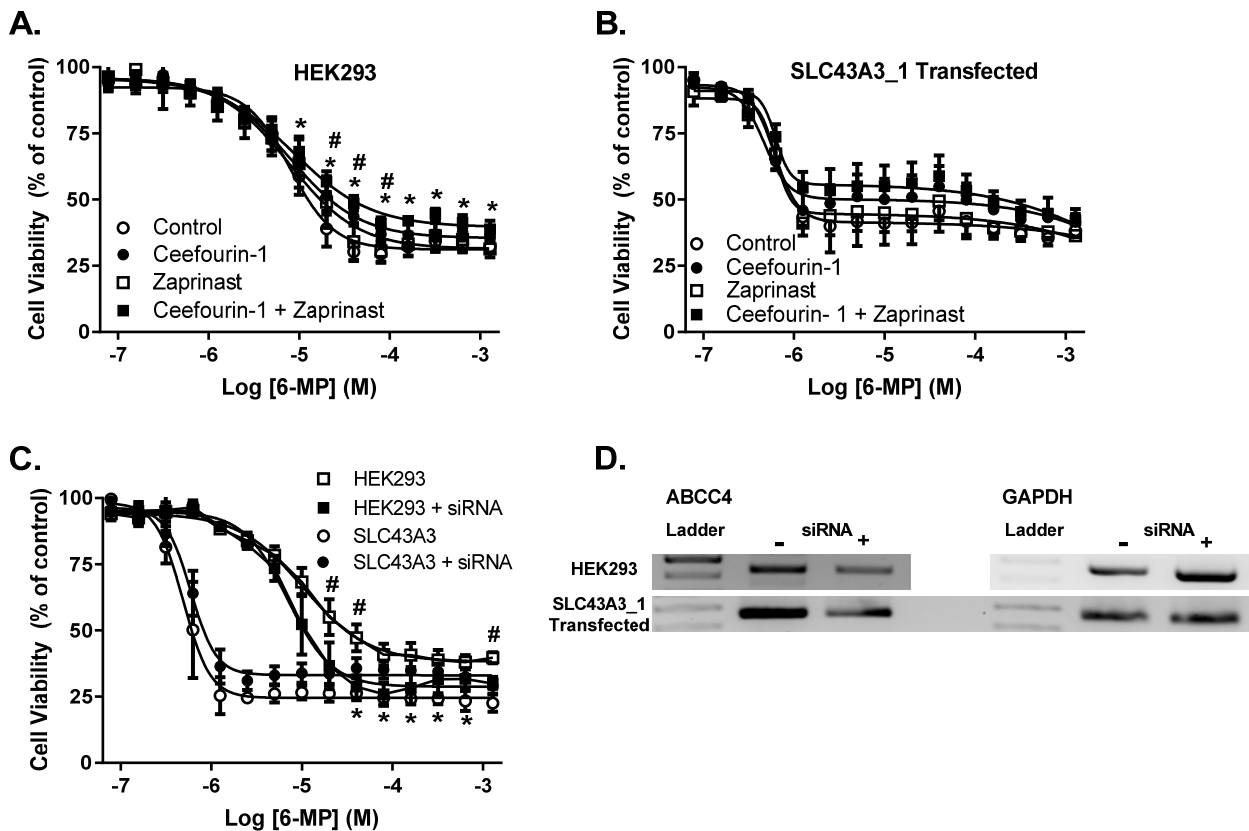 A.
HEK293
100
75
50
25
0
Cell Viability (% of control)
*
#
*
#
*
#
*
*
*
*
*
Control
Ceefourin-1
Zaprinast
Ceefourin-1 + Zaprinast
-7 -6 -5 -4 -3
Log [6-MP] (M)
B.
SLC43A3_1 Transfected
100
75
50
25
0
Cell Viability (% of control)
Control
Ceefourin-1
Zaprinast
Ceefourin- 1 + Zaprinast
-7 -6 -5 -4 -3
Log [6-MP] (M)
C.
HEK293
HEK293 + siRNA
SLC43A3
SLC43A3 + siRNA
100
75
50
25
0
Cell Viability (% of control)
# # #
* * * * *
-7 -6 -5 -4 -3
Log [6-MP] (M)
D.
ABCC4 GAPDH
Ladder siRNA Ladder siRNA
- + - +
HEK293
SLC43A3_1
Transfected